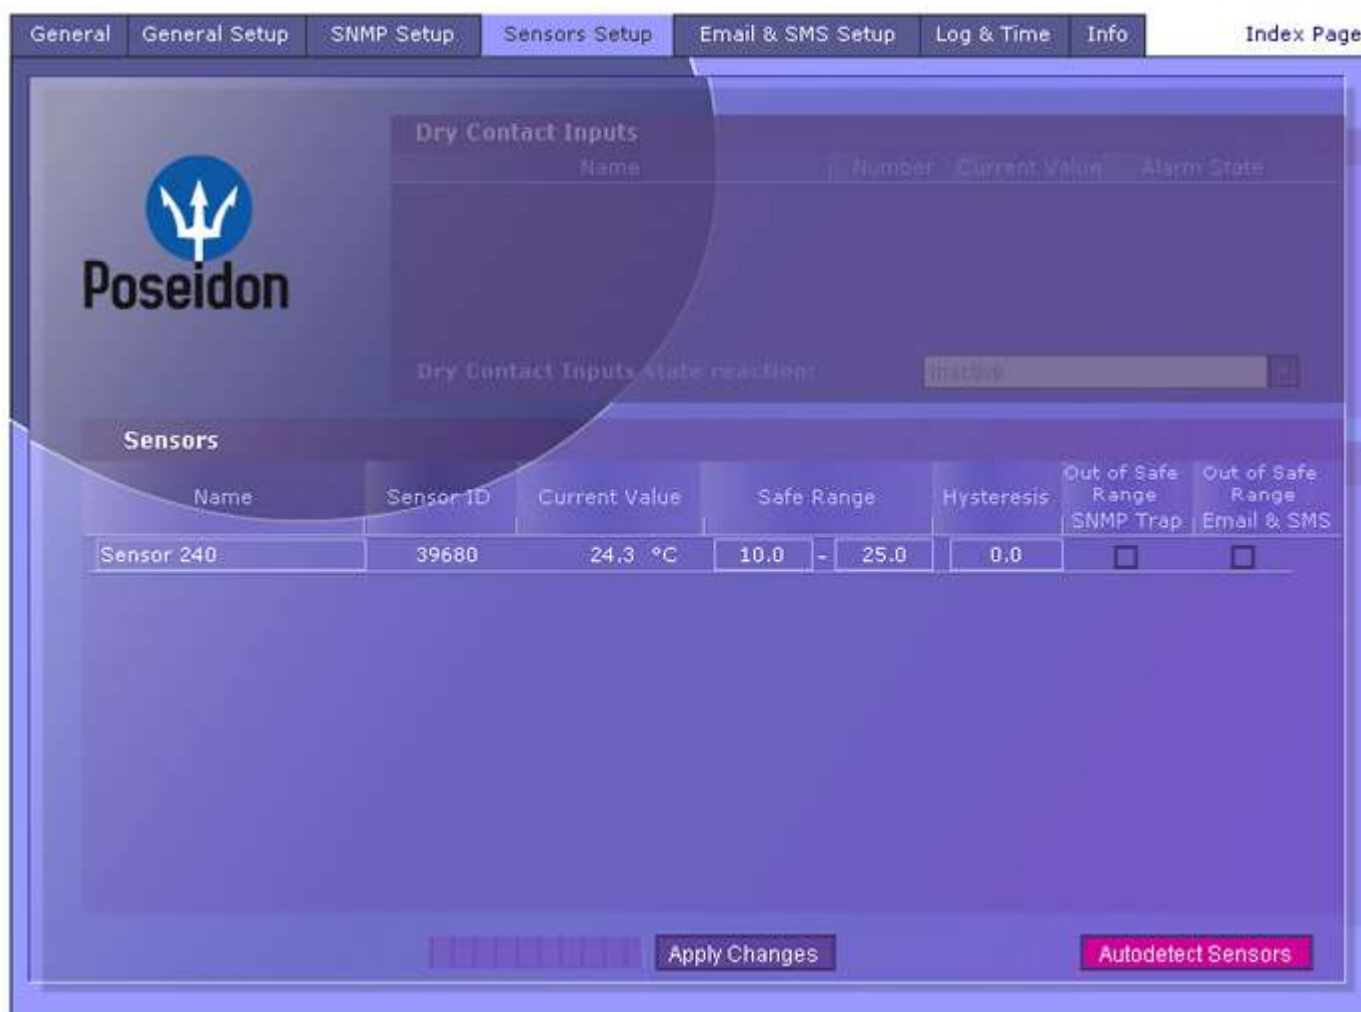 General General Setup SNMP Setup Sensors Setup Email & SMS Setup Log & Time Info Index Page
Poseidon
Dry Contact Inputs
Name Number Current Value Alarm State
Dry Contact Inputs state reaction: Inactive
Sensors
Name Sensor ID Current Value Safe Range Hysteresis Out of Safe Range SNMP Trap Out of Safe Range Email & SMS
Sensor 240 39680 24.3 °C 10.0 - 25.0 0.0
Apply Changes Autodetect Sensors